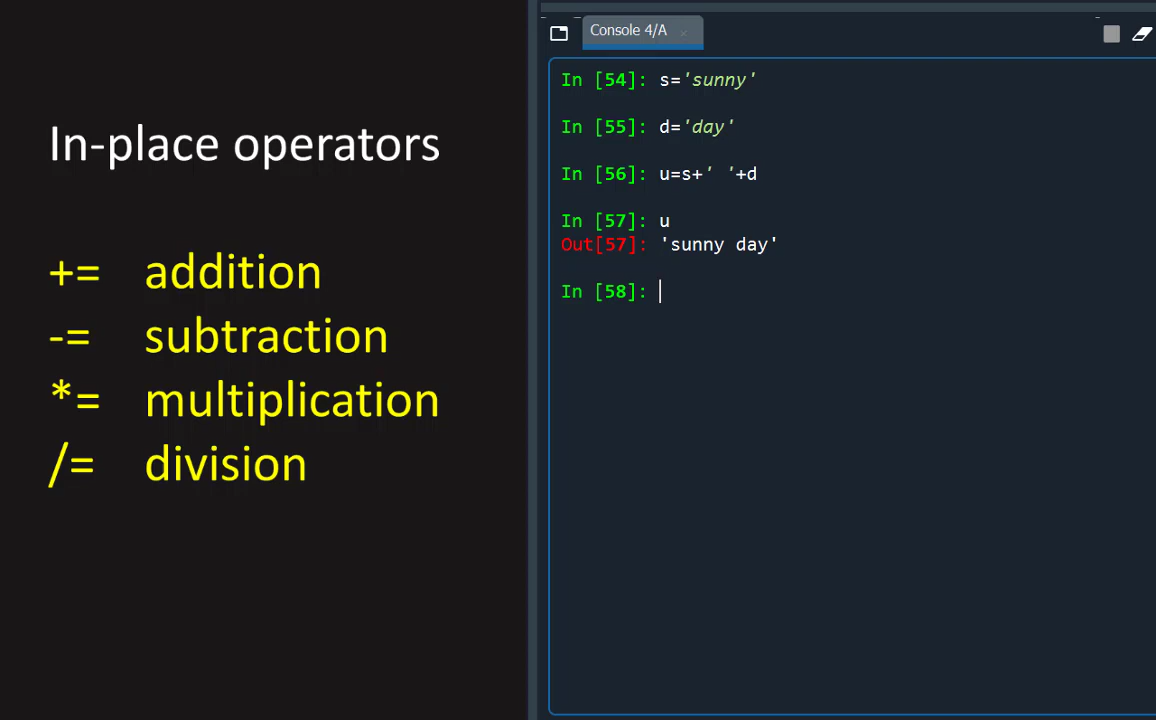 In-place operators
+= addition
-= subtraction
*= multiplication
/= division
Console 4/A
In [54]: s='sunny'
In [55]: d='day'
In [56]: u=s+' '+d
In [57]: u
Out[57]: 'sunny day'
In [58]: